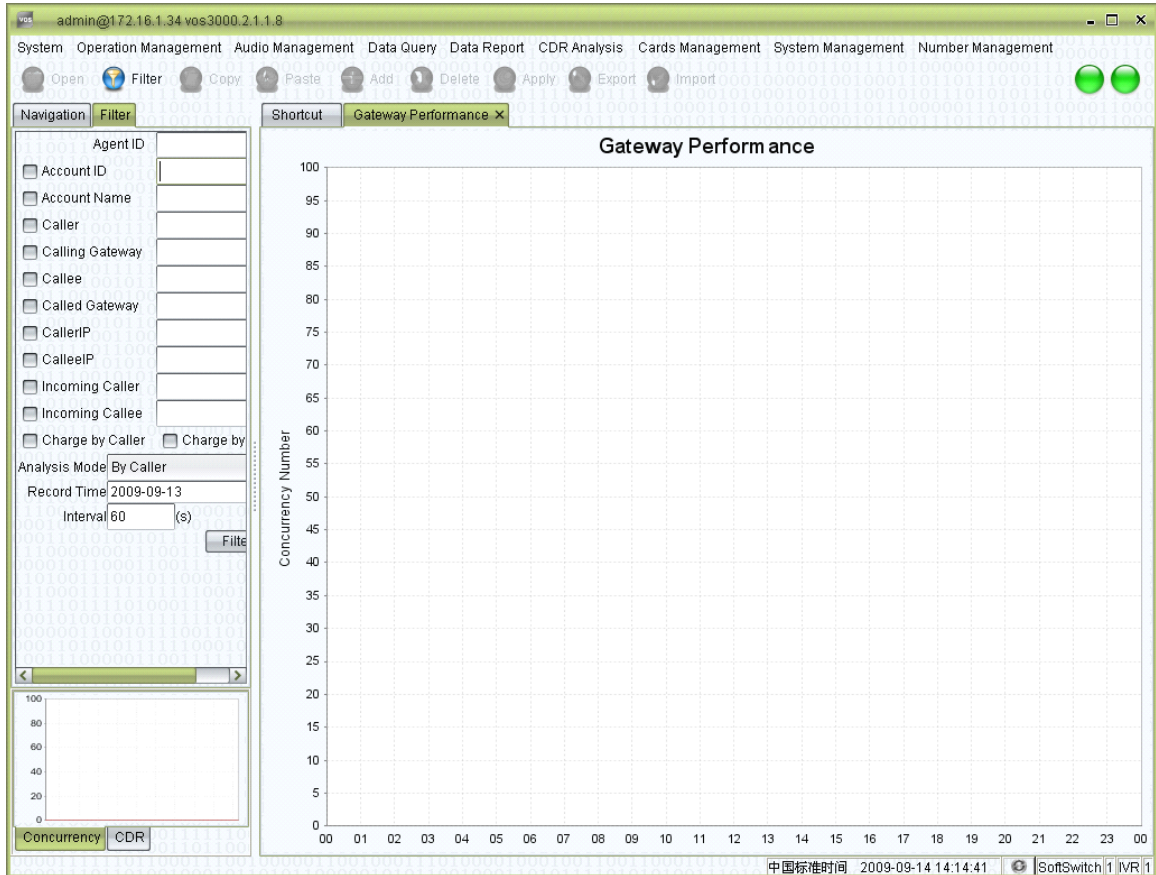 VOS admin@172.16.1.34 vos3000.2.1.1.8
System Operation Management Audio Management Data Query Data Report CDR Analysis Cards Management System Management Number Management
Open Filter Copy Paste Add Delete Apply Export Import
Navigation Filter
Shortcut Gateway Performance
Agent ID
Account ID
Account Name
Caller
Calling Gateway
Callee
Called Gateway
CallerIP
CalleeIP
Incoming Caller
Incoming Callee
Charge by Caller Charge by
Analysis Mode By Caller
Record Time 2009-09-13
Interval 60 (s)
Filte
100
80
60
40
20
0
Concurrency CDR
Gateway Performance
Concurrency Number
100
95
90
85
80
75
70
65
60
55
50
45
40
35
30
25
20
15
10
5
0
00 01 02 03 04 05 06 07 08 09 10 11 12 13 14 15 16 17 18 19 20 21 22 23 00
中国标准时间 2009-09-14 14:14:41 SoftSwitch 1 IVR 1